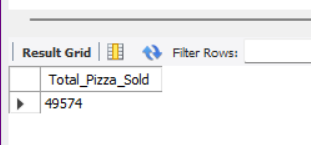 Result Grid Filter Rows:
Total_Pizza_Sold
49574